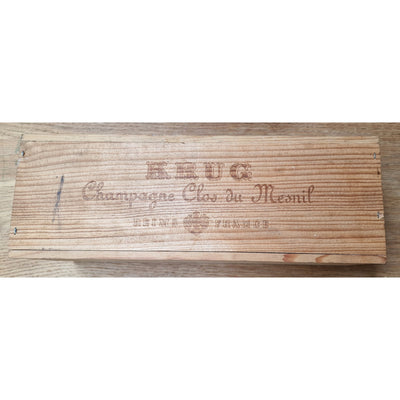 KRUG
Champagne Clos du Mesnil
REIMS FRANCE